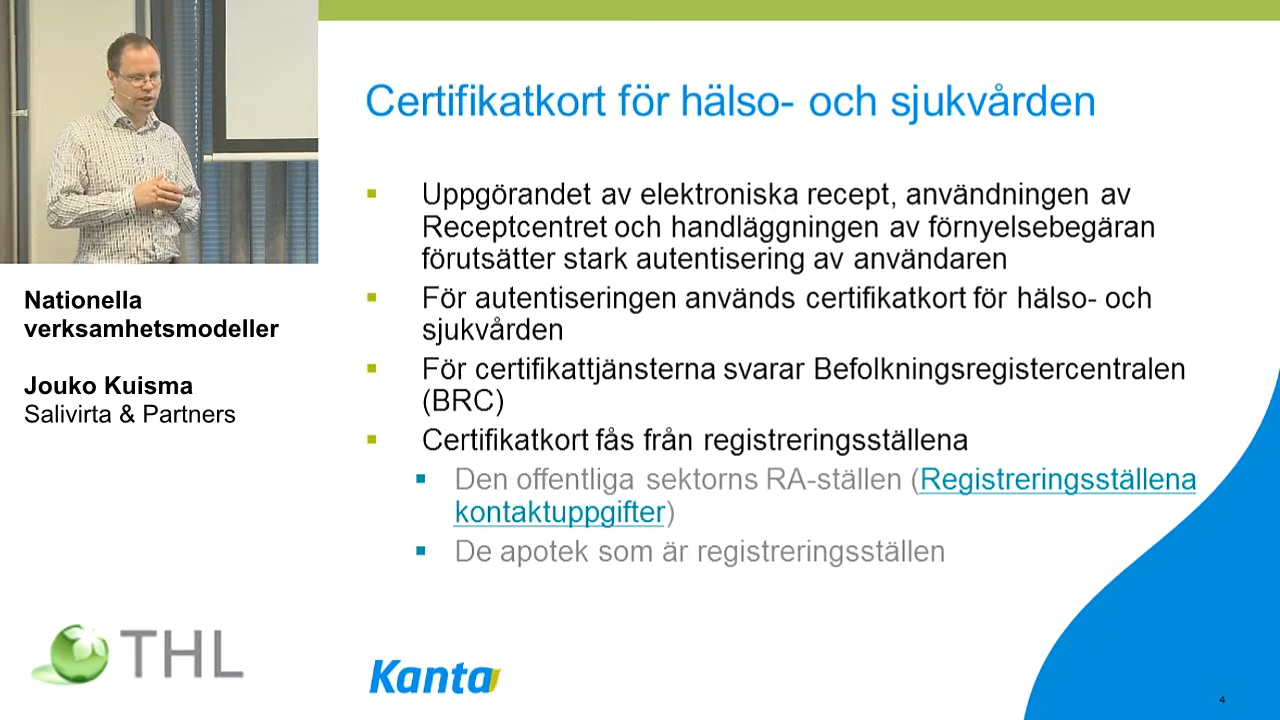 Certifikatkort för hälso- och sjukvården
Uppgörandet av elektroniska recept, användningen av
Receptcentret och handläggningen av förnyelsebegäran
förutsätter stark autentisering av användaren
För autentiseringen används certifikatkort för hälso- och
sjukvården
För certifikattjänsterna svarar Befolkningsregistercentralen
(BRC)
Certifikatkort fås från registreringsställena
Den offentliga sektorns RA-ställen (Registreringsställena
kontaktuppgifter)
De apotek som är registreringsställen
Nationella
verksamhetsmodeller
Jouko Kuisma
Salivirta & Partners
THL
Kanta
4